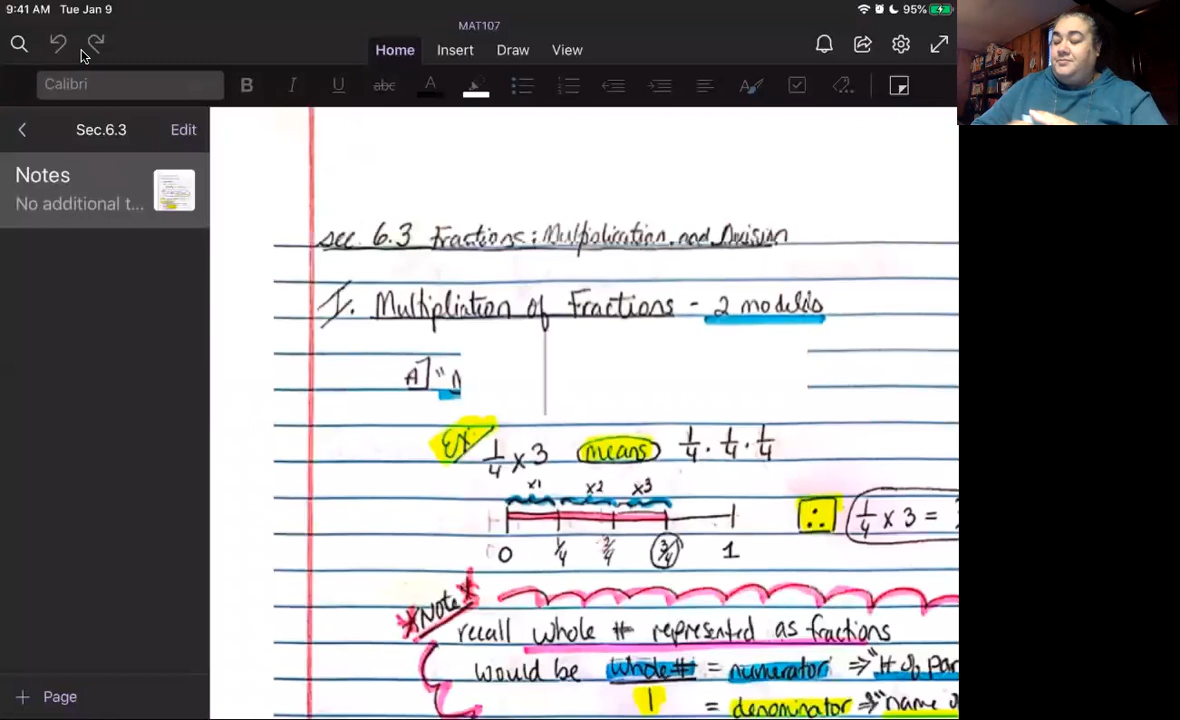 9:41 AM Tue Jan 9
95%
MAT107
Home Insert Draw View
Calibri
B I U abc A
Sec.6.3 Edit
Notes
No additional t...
sec. 6.3 Fractions: Multiplication and Division
I. Multipliation of Fractions - 2 models
A] "
Ex 1/4 x 3 means 1/4 · 1/4 · 1/4
x1 x2 x3
∴ 1/4 x 3 =
0 1/4 2/4 3/4 1
*Note*
recall whole # represented as fractions
would be whole # = numerator ⇒ "# of par
1 = denominator ⇒ "name o
+ Page